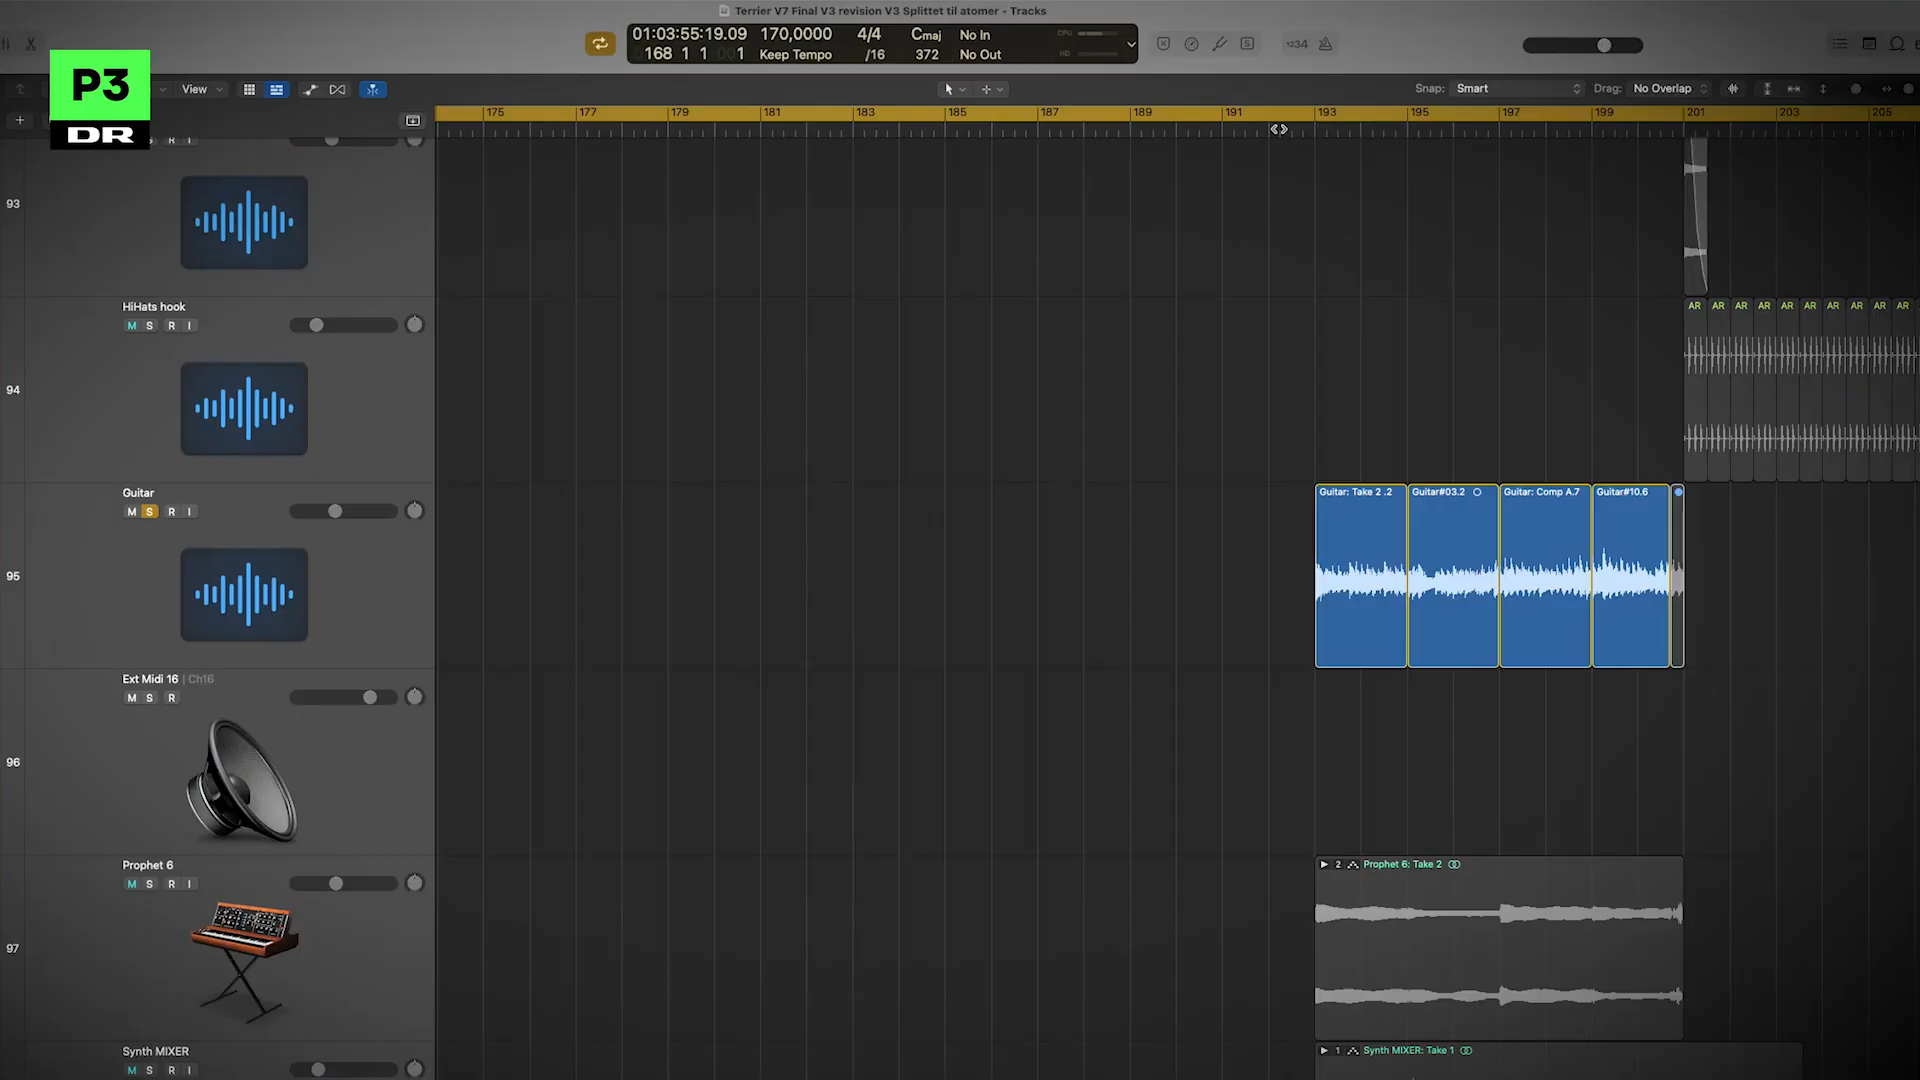 Terrier V7 Final V3 revision V3 Splittet til atomer - Tracks
01:03:55:19.09 170,0000 4/4 Cmaj No In CPU
168 1 1 001 Keep Tempo /16 372 No Out HD
1234
P3
DR
View
Snap: Smart Drag: No Overlap
175 177 179 181 183 185 187 189 191 193 195 197 199 201 203 205
S R I
93
HiHats hook
M S R I
AR AR AR AR AR AR AR AR AR AR
94
Guitar
M S R I
Guitar: Take 2 .2 Guitar#03.2 Guitar: Comp A.7 Guitar#10.6
95
Ext Midi 16 | Ch16
M S R
96
Prophet 6
M S R I
2 Prophet 6: Take 2
97
Synth MIXER
M S R I
1 Synth MIXER: Take 1